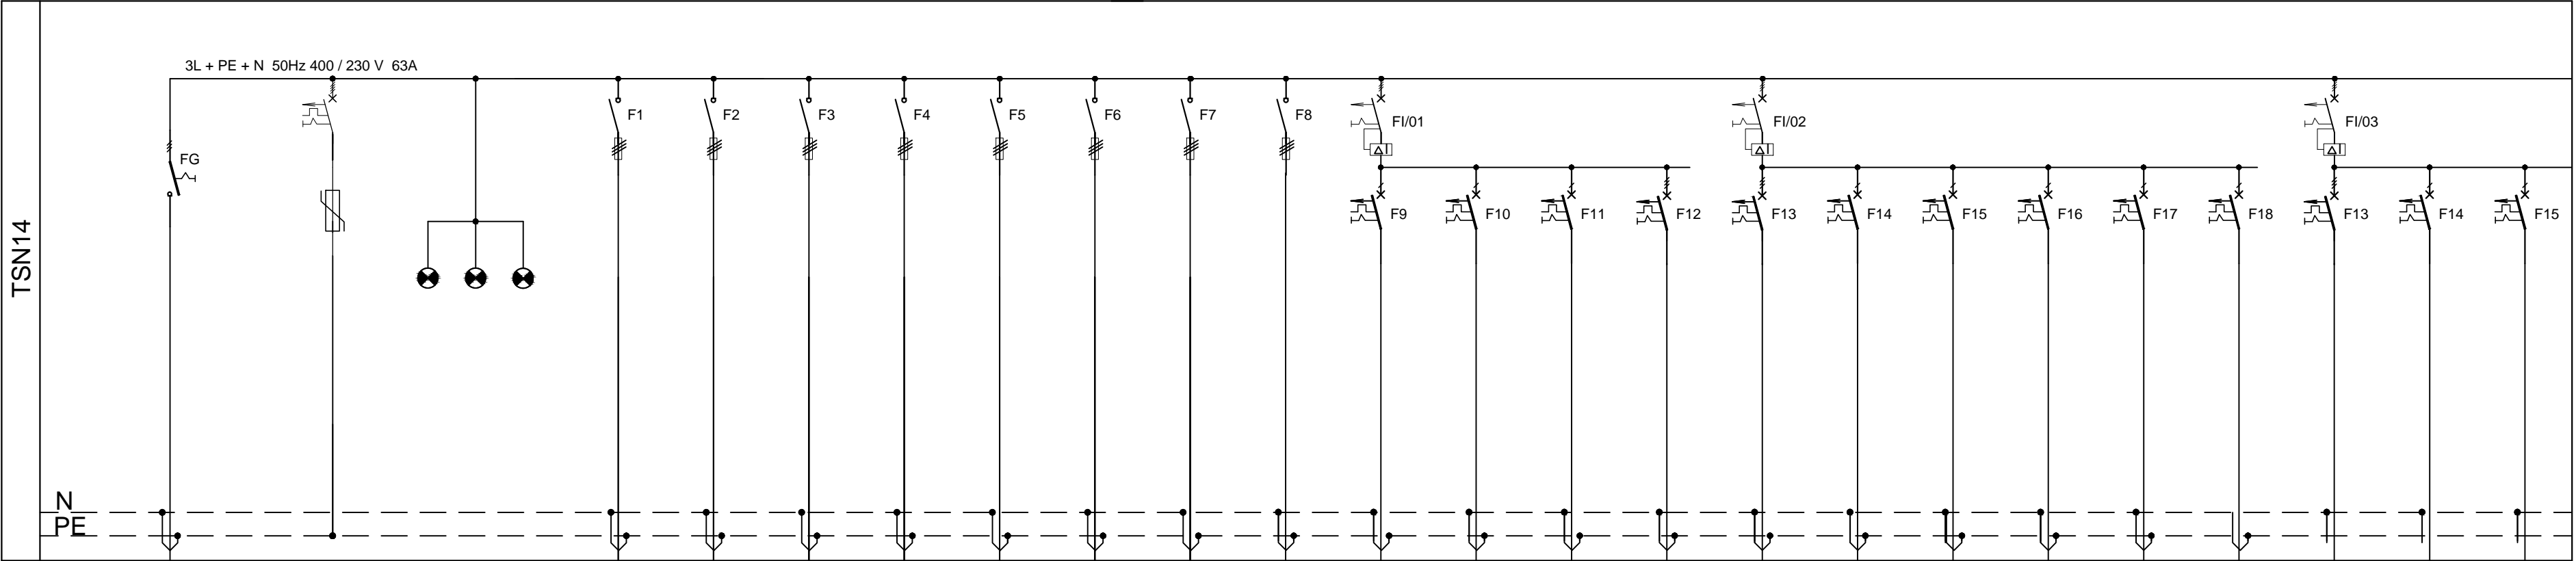 TSN14
3L + PE + N 50Hz 400 / 230 V 63A
FG
F1 F2 F3 F4 F5 F6 F7 F8 FI/01 FI/02 FI/03
F9 F10 F11 F12 F13 F14 F15 F16 F17 F18 F13 F14 F15
N
PE